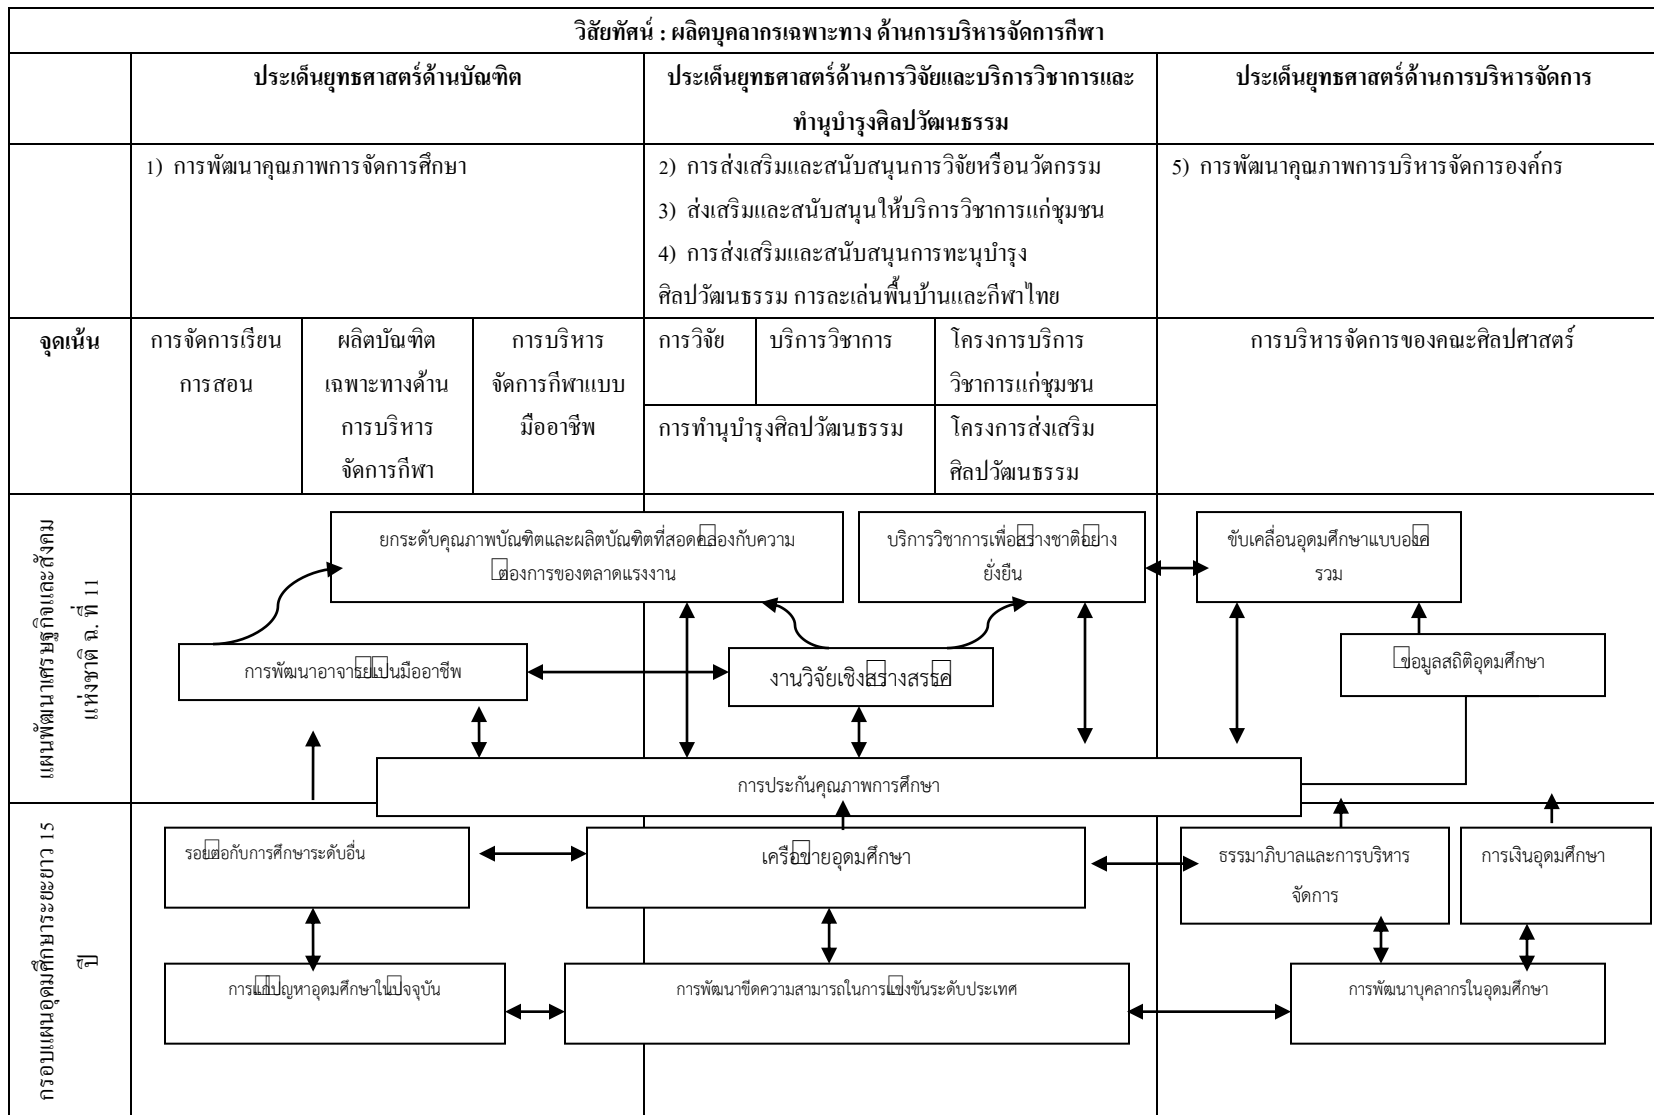 วิสัยทัศน์ : ผลิตบุคลากรเฉพาะทาง ด้านการบริหารจัดการกีฬา
ประเด็นยุทธศาสตร์ด้านบัณฑิต
ประเด็นยุทธศาสตร์ด้านการวิจัยและบริการวิชาการและ
ทำนุบำรุงศิลปวัฒนธรรม
ประเด็นยุทธศาสตร์ด้านการบริหารจัดการ
1) การพัฒนาคุณภาพการจัดการศึกษา
2) การส่งเสริมและสนับสนุนการวิจัยหรือนวัตกรรม
3) ส่งเสริมและสนับสนุนให้บริการวิชาการแก่ชุมชน
4) การส่งเสริมและสนับสนุนการทะนุบำรุง
ศิลปวัฒนธรรม การละเล่นพื้นบ้านและกีฬาไทย
5) การพัฒนาคุณภาพการบริหารจัดการองค์กร
จุดเน้น
การจัดการเรียน
การสอน
ผลิตบัณฑิต
เฉพาะทางด้าน
การบริหาร
จัดการกีฬา
การบริหาร
จัดการกีฬาแบบ
มืออาชีพ
การวิจัย
บริการวิชาการ
โครงการบริการ
วิชาการแก่ชุมชน
การทำนุบำรุงศิลปวัฒนธรรม
โครงการส่งเสริม
ศิลปวัฒนธรรม
การบริหารจัดการของคณะศิลปศาสตร์
แผนพัฒนาเศรษฐกิจและสังคม
แห่งชาติ ฉ. ที่ 11
ยกระดับคุณภาพบัณฑิตและผลิตบัณฑิตที่สอดคลองกับความ
ตองการของตลาดแรงงาน
บริการวิชาการเพื่อสรางชาติอยาง
ยั่งยืน
ขับเคลื่อนอุดมศึกษาแบบองค
รวม
การพัฒนาอาจารยเปนมืออาชีพ
งานวิจัยเชิงสรางสรรค
ขอมูลสถิติอุดมศึกษา
การประกันคุณภาพการศึกษา
กรอบแผนอุดมศึกษาระยะยาว 15
ปี
รอยตอกับการศึกษาระดับอื่น
เครือขายอุดมศึกษา
ธรรมาภิบาลและการบริหาร
จัดการ
การเงินอุดมศึกษา
การแกปญหาอุดมศึกษาในปจจุบัน
การพัฒนาขีดความสามารถในการแขงขันระดับประเทศ
การพัฒนาบุคลากรในอุดมศึกษา